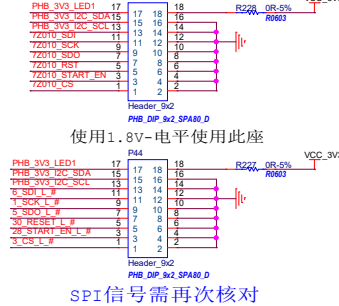 PHB_3V3_LED1 17 17 18 18 R228 0R-5%
PHB_3V3_I2C_SDA 15 15 16 16 R0603
PHB_3V3_I2C_SCL 13 13 14 14
7Z010_SDI 11 11 12 12
7Z010_SCK 9 9 10 10
7Z010_SDO 7 7 8 8
7Z010_RST 5 5 6 6
7Z010_START_EN 3 3 4 4
7Z010_CS 1 1 2 2
Header_9x2
PHB_DIP_9x2_SPA80_D
使用1.8V-电平使用此座
P44 VCC_3V3
PHB_3V3_LED1 17 17 18 18 R227 0R-5%
PHB_3V3_I2C_SDA 15 15 16 16 R0603
PHB_3V3_I2C_SCL 13 13 14 14
6_SDI_L_# 11 11 12 12
1_SCK_L_# 9 9 10 10
5_SDO_L_# 7 7 8 8
30_RESET_L_# 5 5 6 6
28_START_EN_L_# 3 3 4 4
3_CS_L_# 1 1 2 2
Header_9x2
PHB_DIP_9x2_SPA80_D
SPI信号需再次核对